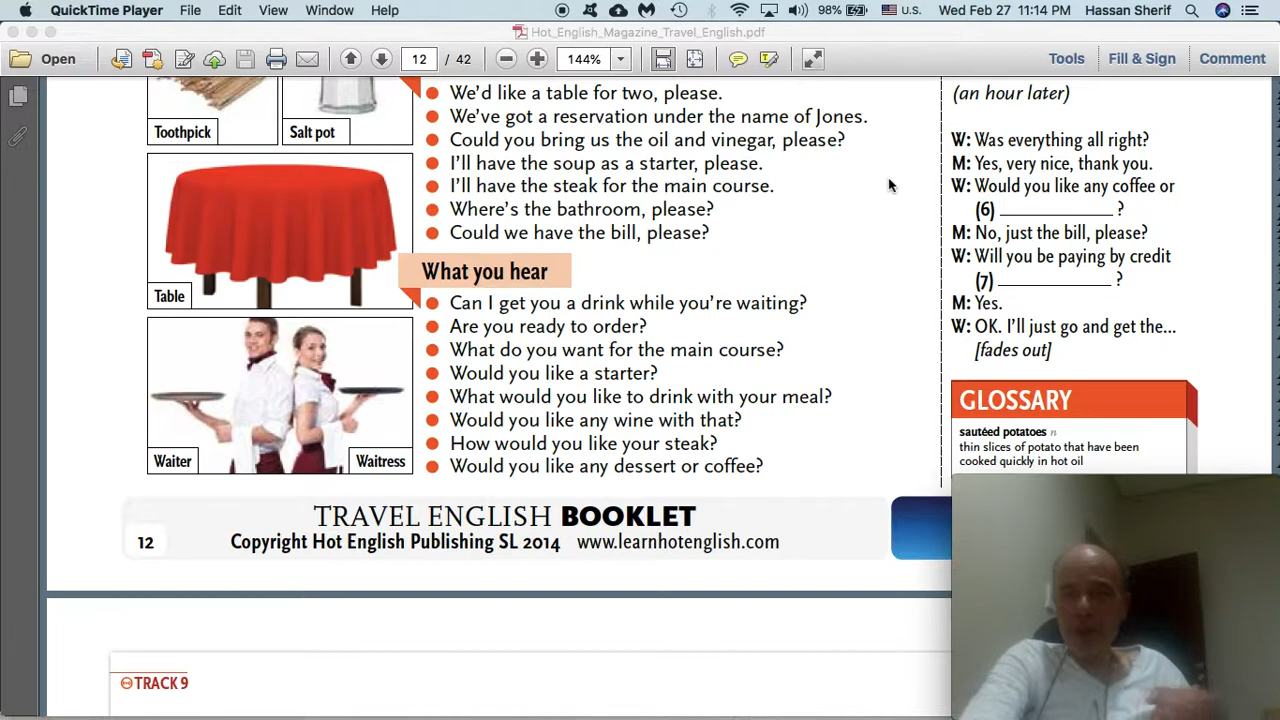 QuickTime Player File Edit View Window Help 98% U.S. Wed Feb 27 11:14 PM Hassan Sherif
Hot_English_Magazine_Travel_English.pdf
Open 12 / 42 144% Tools Fill & Sign Comment
Toothpick
Salt pot
Table
Waiter
Waitress
We'd like a table for two, please.
We've got a reservation under the name of Jones.
Could you bring us the oil and vinegar, please?
I'll have the soup as a starter, please.
I'll have the steak for the main course.
Where's the bathroom, please?
Could we have the bill, please?
What you hear
Can I get you a drink while you're waiting?
Are you ready to order?
What do you want for the main course?
Would you like a starter?
What would you like to drink with your meal?
Would you like any wine with that?
How would you like your steak?
Would you like any dessert or coffee?
(an hour later)
W: Was everything all right?
M: Yes, very nice, thank you.
W: Would you like any coffee or
(6) ____________ ?
M: No, just the bill, please?
W: Will you be paying by credit
(7) ____________ ?
M: Yes.
W: OK. I'll just go and get the...
[fades out]
GLOSSARY
sautéed potatoes n
thin slices of potato that have been
cooked quickly in hot oil
12
TRAVEL ENGLISH BOOKLET
Copyright Hot English Publishing SL 2014 www.learnhotenglish.com
TRACK 9